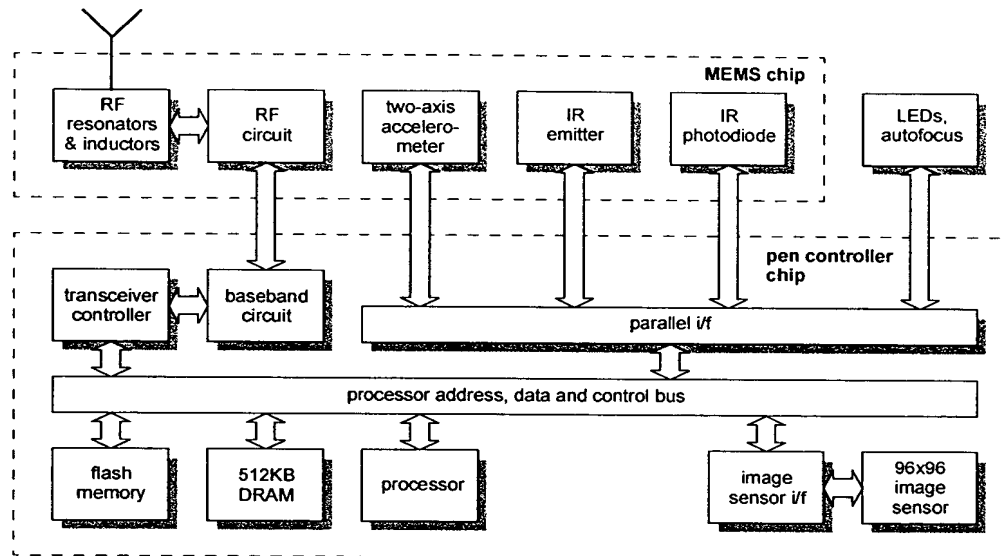 MEMS chip
RF
resonators
& inductors
RF
circuit
two-axis
accelero-
meter
IR
emitter
IR
photodiode
LEDs,
autofocus
pen controller
chip
transceiver
controller
baseband
circuit
parallel i/f
processor address, data and control bus
flash
memory
512KB
DRAM
processor
image
sensor i/f
96x96
image
sensor